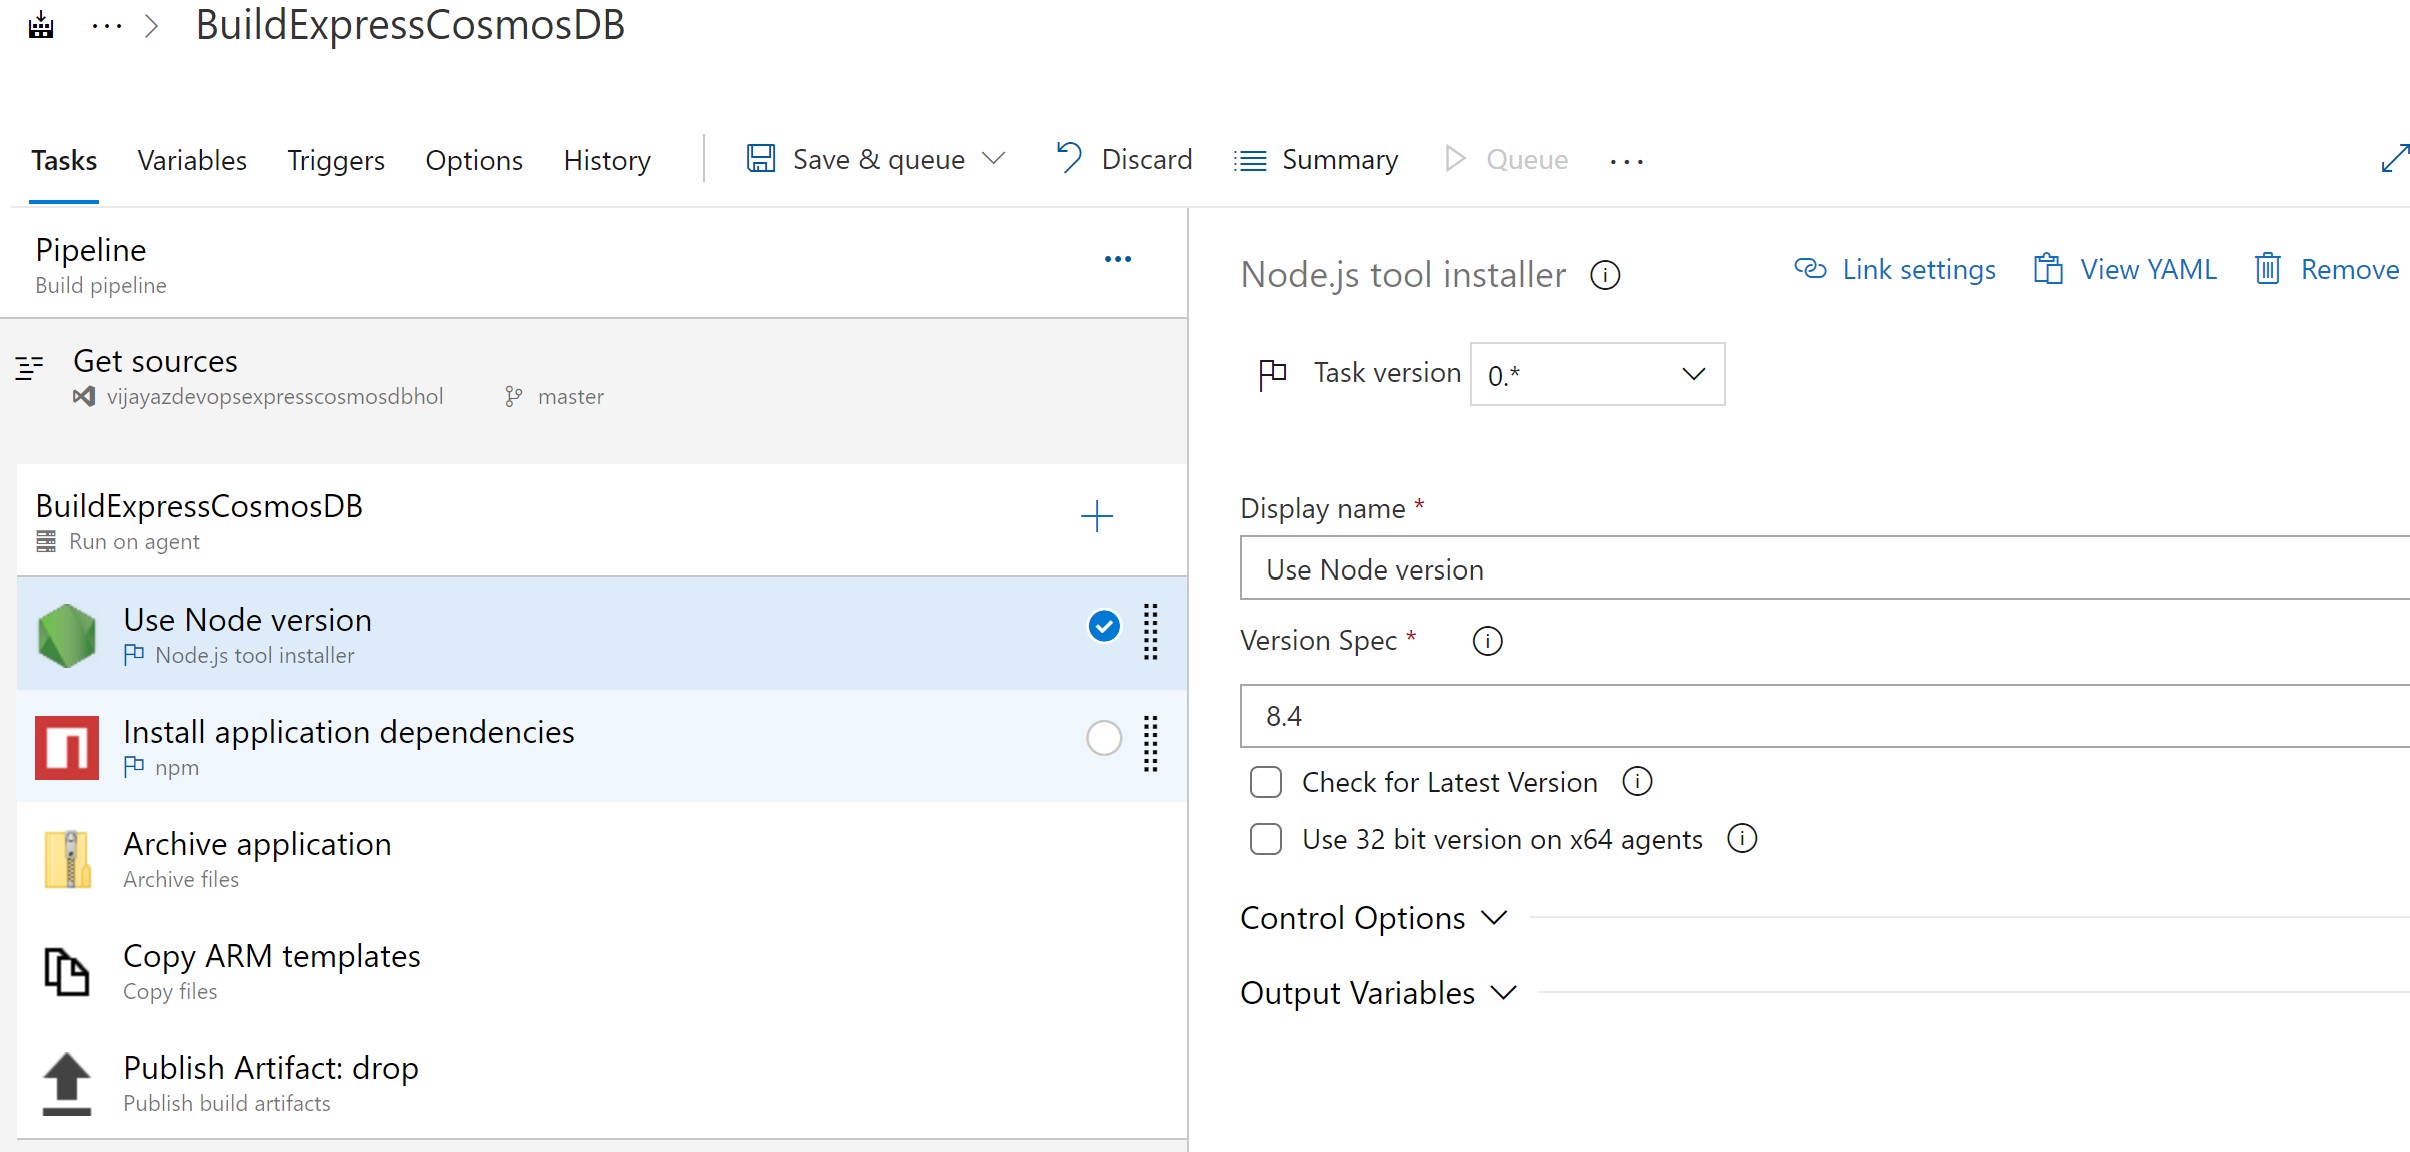 BuildExpressCosmosDB
Tasks Variables Triggers Options History Save & queue Discard Summary Queue ...
Pipeline
Build pipeline
Get sources
vijayazdevopsexpresscosmosdbhol master
BuildExpressCosmosDB
Run on agent
Use Node version
Node.js tool installer
Install application dependencies
npm
Archive application
Archive files
Copy ARM templates
Copy files
Publish Artifact: drop
Publish build artifacts
Node.js tool installer Link settings View YAML Remove
Task version 0.*
Display name *
Use Node version
Version Spec *
8.4
Check for Latest Version
Use 32 bit version on x64 agents
Control Options
Output Variables